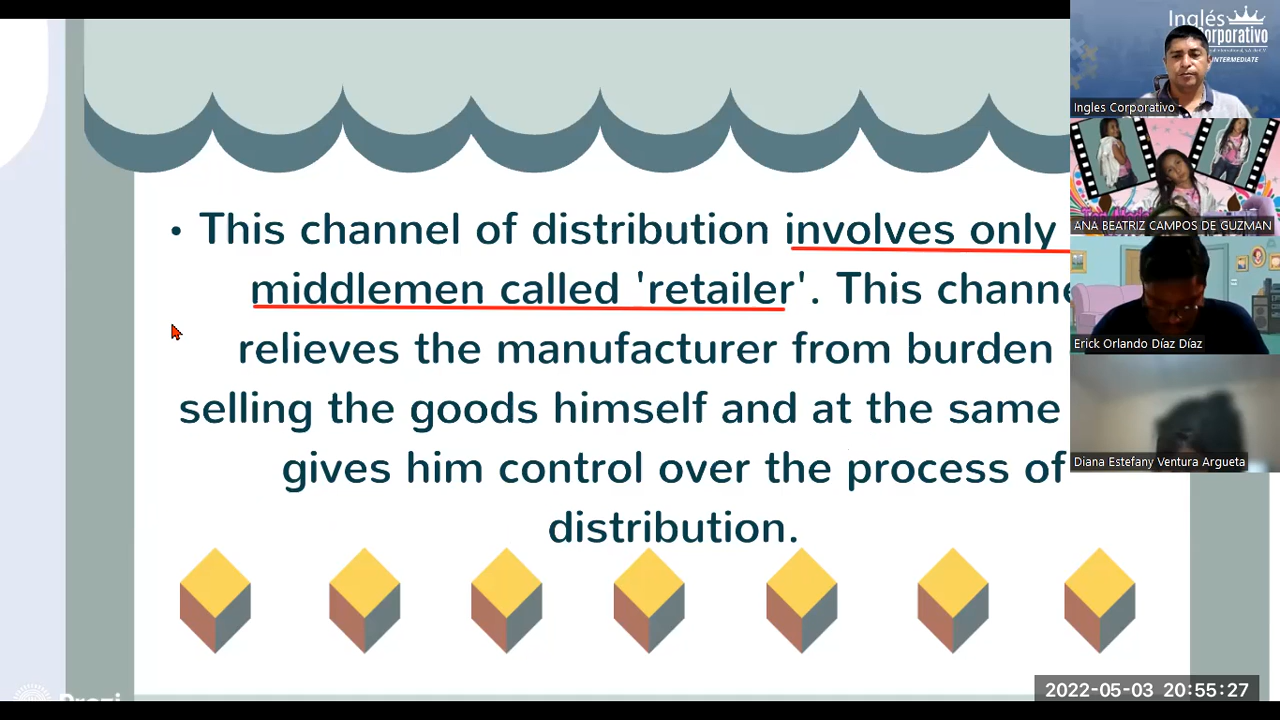 • This channel of distribution involves only
middlemen called 'retailer'. This channe
relieves the manufacturer from burden
selling the goods himself and at the same
gives him control over the process of
distribution.
Inglés
Corporativo
INTERMEDIATE
Ingles Corporativo
ANA BEATRIZ CAMPOS DE GUZMAN
Erick Orlando Díaz Díaz
Diana Estefany Ventura Argueta
Prezi
2022-05-03 20:55:27